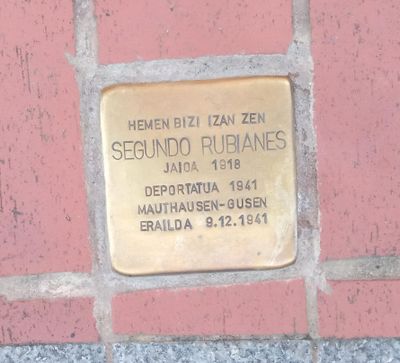 HEMEN BIZI IZAN ZEN
SEGUNDO RUBIANES
JAIOA 1918
DEPORTATUA 1941
MAUTHAUSEN-GUSEN
ERAILDA 9.12.1941